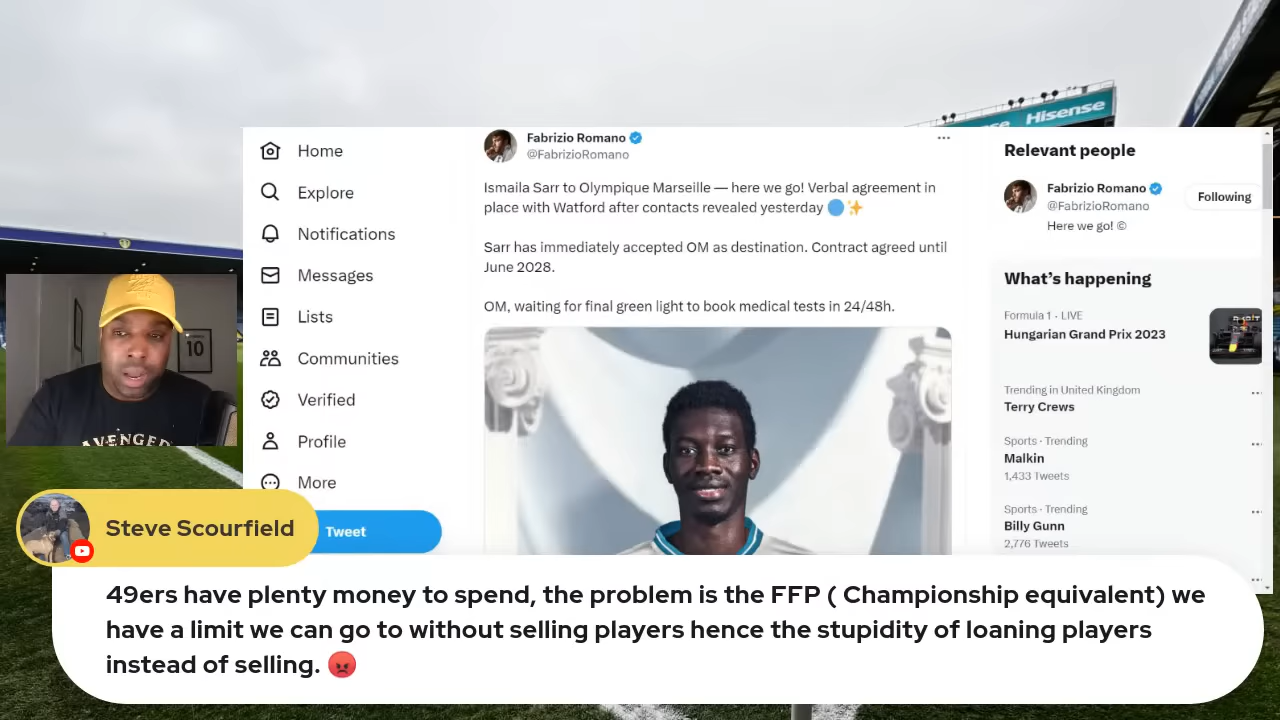 Hisense
Home
Explore
Notifications
Messages
Lists
Communities
Verified
Profile
More
Tweet
Fabrizio Romano
@FabrizioRomano
Ismaila Sarr to Olympique Marseille — here we go! Verbal agreement in
place with Watford after contacts revealed yesterday 🔵✨
Sarr has immediately accepted OM as destination. Contract agreed until
June 2028.
OM, waiting for final green light to book medical tests in 24/48h.
Relevant people
Fabrizio Romano
@FabrizioRomano
Following
Here we go! ©
What's happening
Formula 1 · LIVE
Hungarian Grand Prix 2023
Trending in United Kingdom
Terry Crews
Sports · Trending
Malkin
1,433 Tweets
Sports · Trending
Billy Gunn
2,776 Tweets
10
AVENGER
Steve Scourfield
49ers have plenty money to spend, the problem is the FFP ( Championship equivalent) we
have a limit we can go to without selling players hence the stupidity of loaning players
instead of selling. 😡